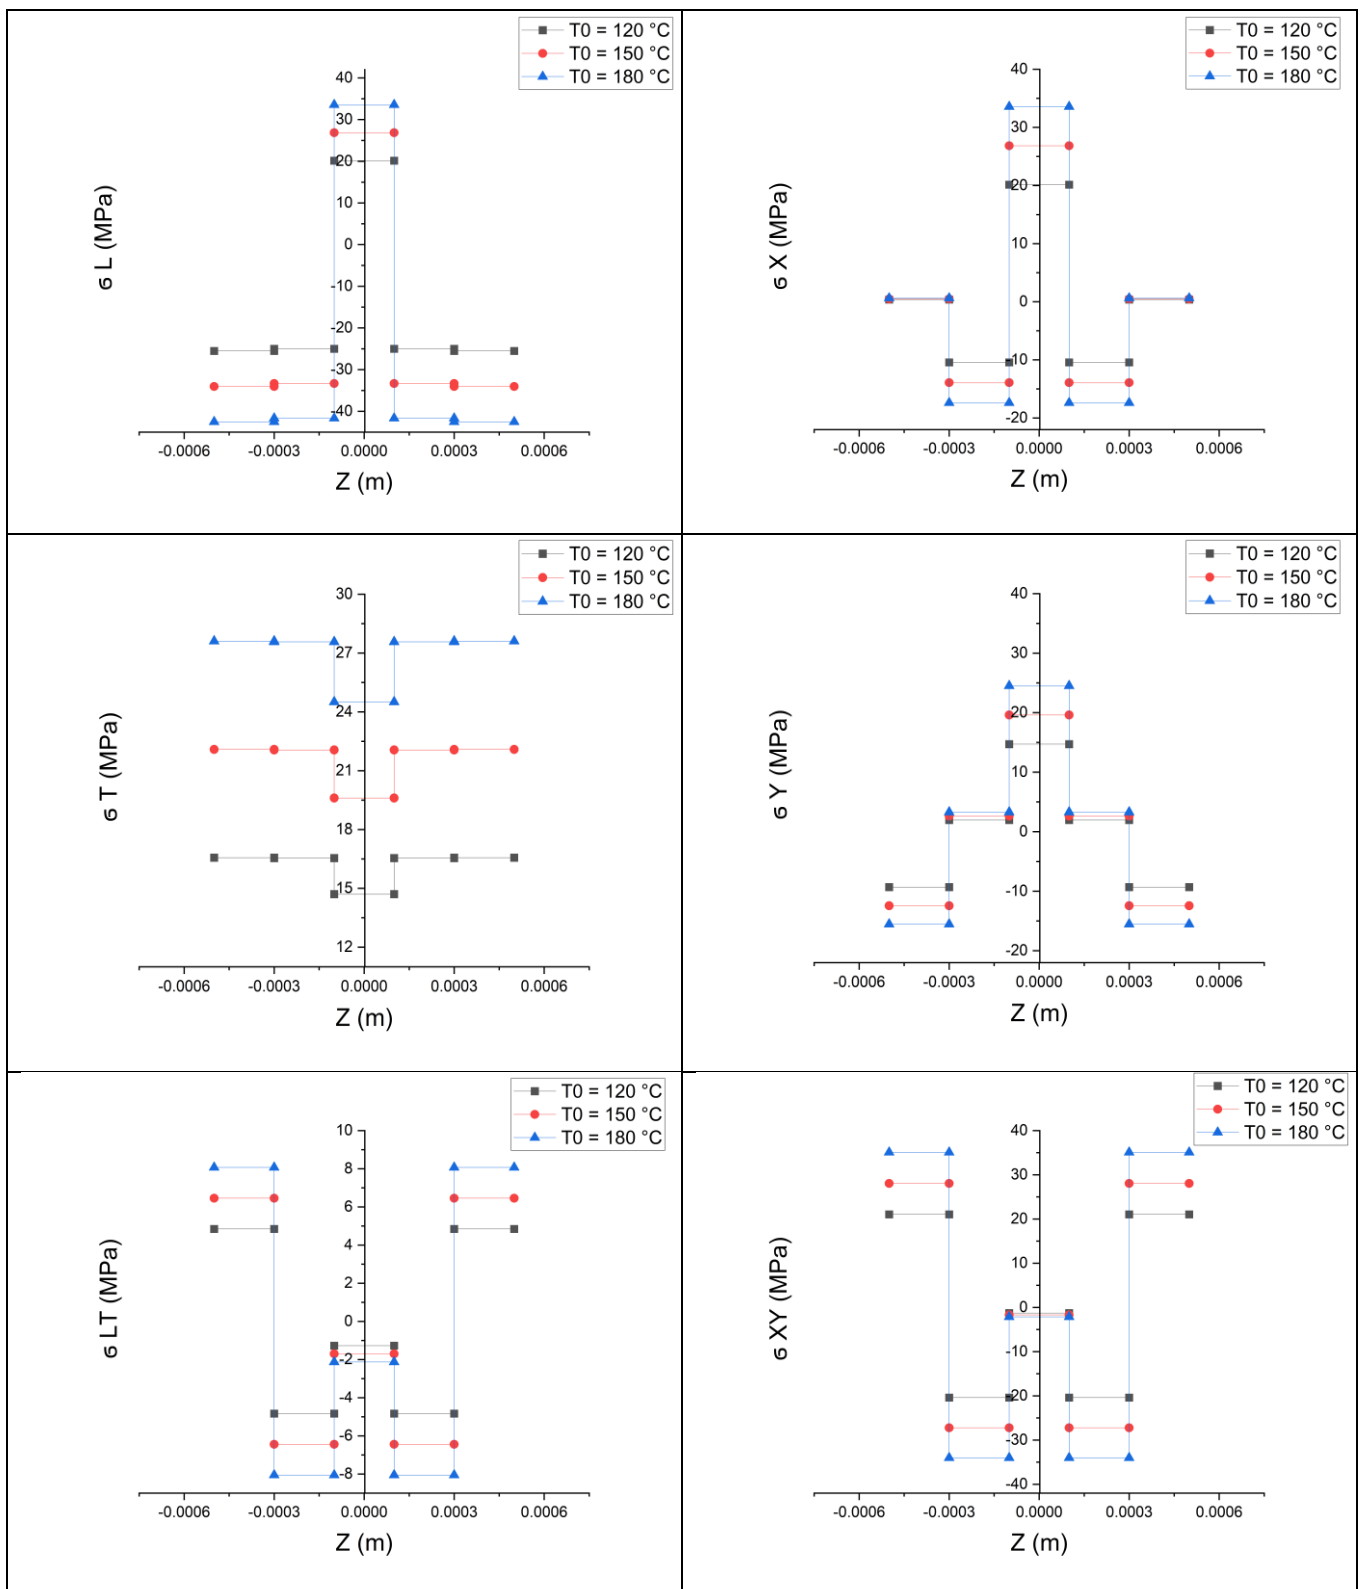 T0 = 120 °C
T0 = 150 °C
T0 = 180 °C
40
30
20
10
0
-10
-20
-30
-40
-0.0006 -0.0003 0.0000 0.0003 0.0006
Z (m)
σ L (MPa)
T0 = 120 °C
T0 = 150 °C
T0 = 180 °C
40
30
20
10
0
-10
-20
-0.0006 -0.0003 0.0000 0.0003 0.0006
Z (m)
σ X (MPa)
T0 = 120 °C
T0 = 150 °C
T0 = 180 °C
30
27
24
21
18
15
12
-0.0006 -0.0003 0.0000 0.0003 0.0006
Z (m)
σ T (MPa)
T0 = 120 °C
T0 = 150 °C
T0 = 180 °C
40
30
20
10
0
-10
-20
-0.0006 -0.0003 0.0000 0.0003 0.0006
Z (m)
σ Y (MPa)
T0 = 120 °C
T0 = 150 °C
T0 = 180 °C
10
8
6
4
2
0
-2
-4
-6
-8
-0.0006 -0.0003 0.0000 0.0003 0.0006
Z (m)
σ LT (MPa)
T0 = 120 °C
T0 = 150 °C
T0 = 180 °C
40
30
20
10
0
-10
-20
-30
-40
-0.0006 -0.0003 0.0000 0.0003 0.0006
Z (m)
σ XY (MPa)